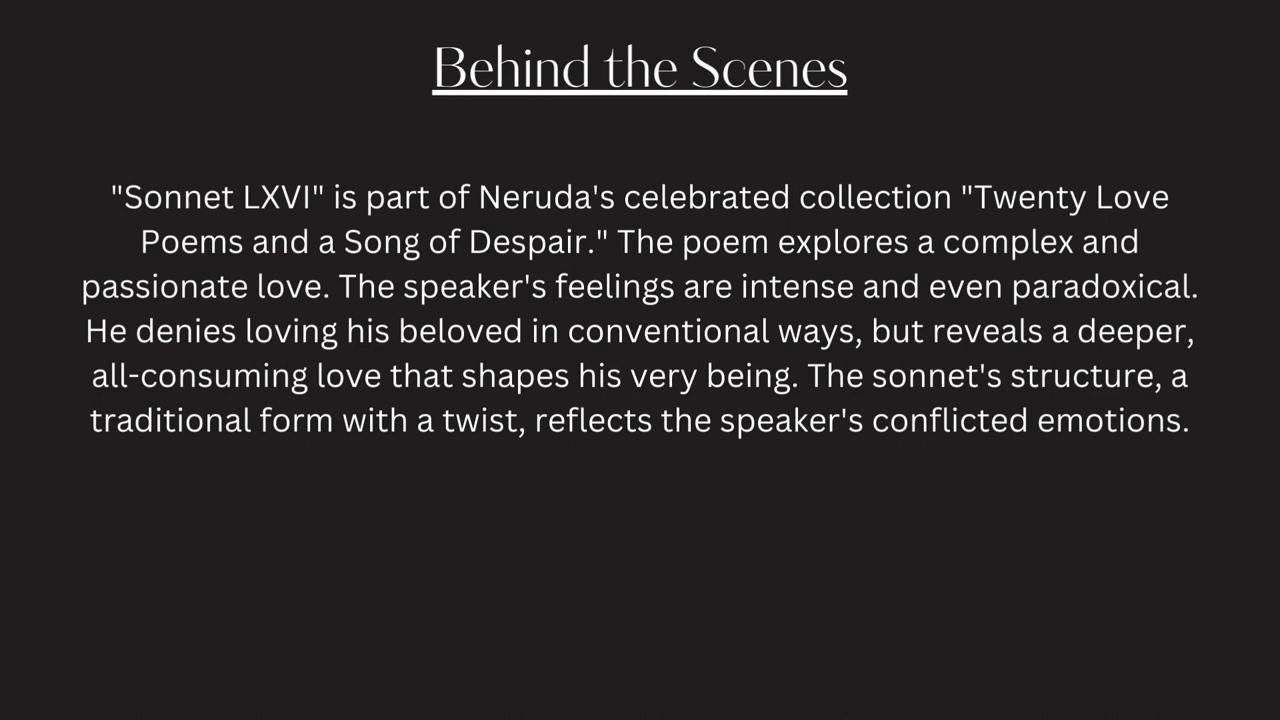 Behind the Scenes
"Sonnet LXVI" is part of Neruda's celebrated collection "Twenty Love
Poems and a Song of Despair." The poem explores a complex and
passionate love. The speaker's feelings are intense and even paradoxical.
He denies loving his beloved in conventional ways, but reveals a deeper,
all-consuming love that shapes his very being. The sonnet's structure, a
traditional form with a twist, reflects the speaker's conflicted emotions.